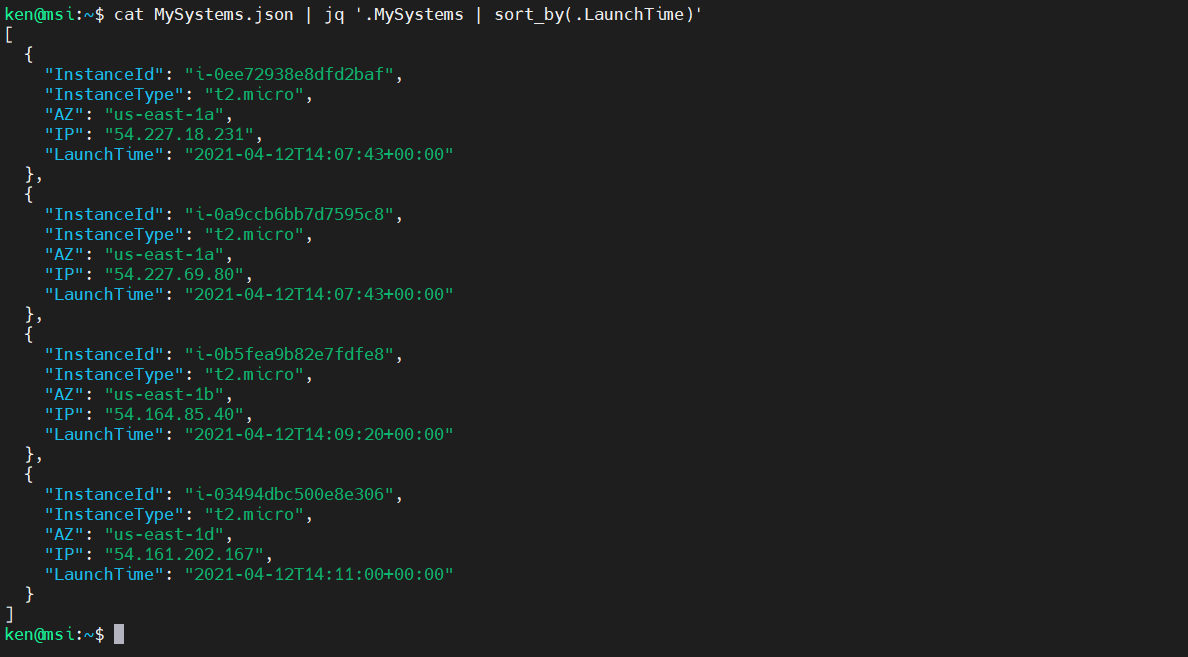 ken@msi:~$ cat MySystems.json | jq '.MySystems | sort_by(.LaunchTime)'
[
  {
    "InstanceId": "i-0ee72938e8dfd2baf",
    "InstanceType": "t2.micro",
    "AZ": "us-east-1a",
    "IP": "54.227.18.231",
    "LaunchTime": "2021-04-12T14:07:43+00:00"
  },
  {
    "InstanceId": "i-0a9ccb6bb7d7595c8",
    "InstanceType": "t2.micro",
    "AZ": "us-east-1a",
    "IP": "54.227.69.80",
    "LaunchTime": "2021-04-12T14:07:43+00:00"
  },
  {
    "InstanceId": "i-0b5fea9b82e7fdfe8",
    "InstanceType": "t2.micro",
    "AZ": "us-east-1b",
    "IP": "54.164.85.40",
    "LaunchTime": "2021-04-12T14:09:20+00:00"
  },
  {
    "InstanceId": "i-03494dbc500e8e306",
    "InstanceType": "t2.micro",
    "AZ": "us-east-1d",
    "IP": "54.161.202.167",
    "LaunchTime": "2021-04-12T14:11:00+00:00"
  }
]
ken@msi:~$